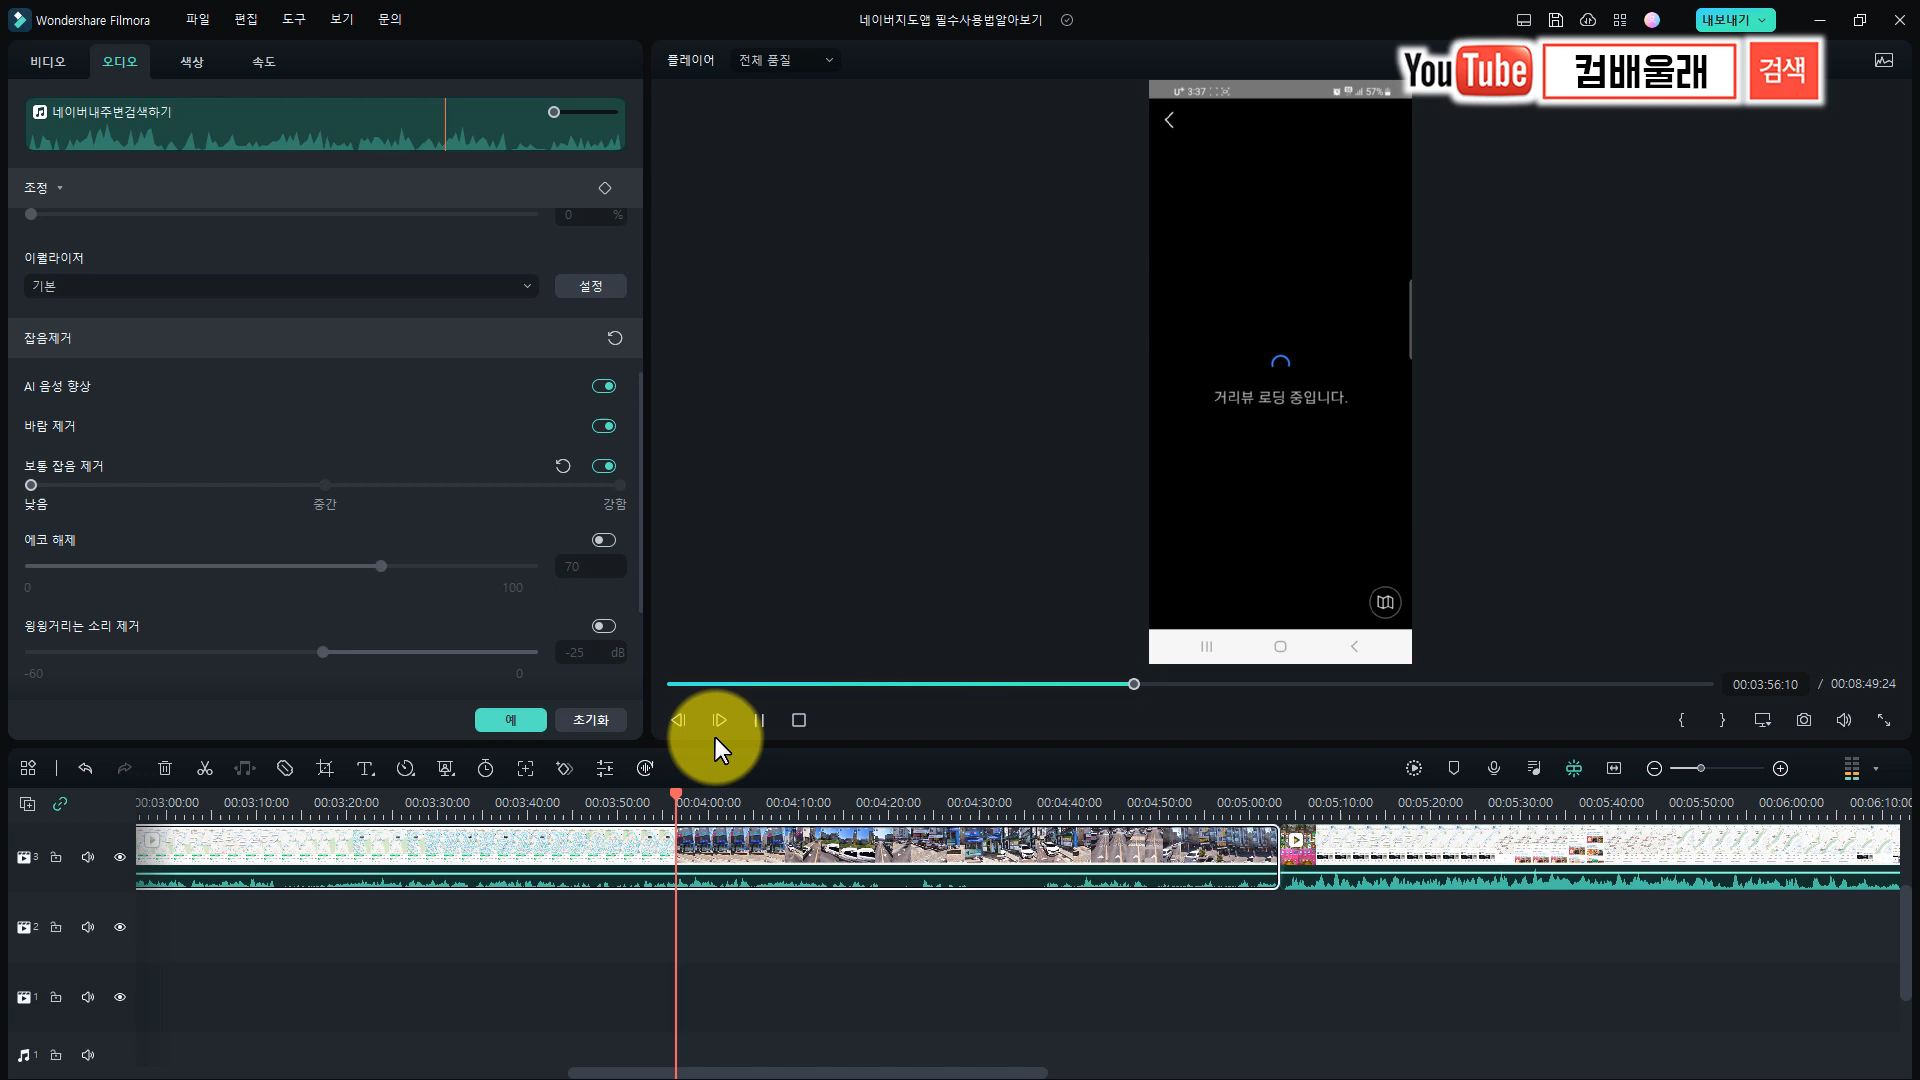 Wondershare Filmora
파일
편집
도구
보기
문의
네이버지도앱 필수사용법알아보기
내보내기
비디오
오디오
색상
속도
플레이어
전체 품질
YouTube 컴배울래 검색
네이버내주변검색하기
조정
0 %
이퀄라이저
기본
설정
잡음제거
AI 음성 향상
바람 제거
보통 잡음 제거
낮음
중간
강함
에코 해제
70
0
100
윙윙거리는 소리 제거
-25 dB
-60
0
예
초기화
U+ 3:37
57%
거리뷰 로딩 중입니다.
00:03:56:10 / 00:08:49:24
00:03:00:00 00:03:10:00 00:03:20:00 00:03:30:00 00:03:40:00 00:03:50:00 00:04:00:00 00:04:10:00 00:04:20:00 00:04:30:00 00:04:40:00 00:04:50:00 00:05:00:00 00:05:10:00 00:05:20:00 00:05:30:00 00:05:40:00 00:05:50:00 00:06:00:00 00:06:10:00
3
2
1
1